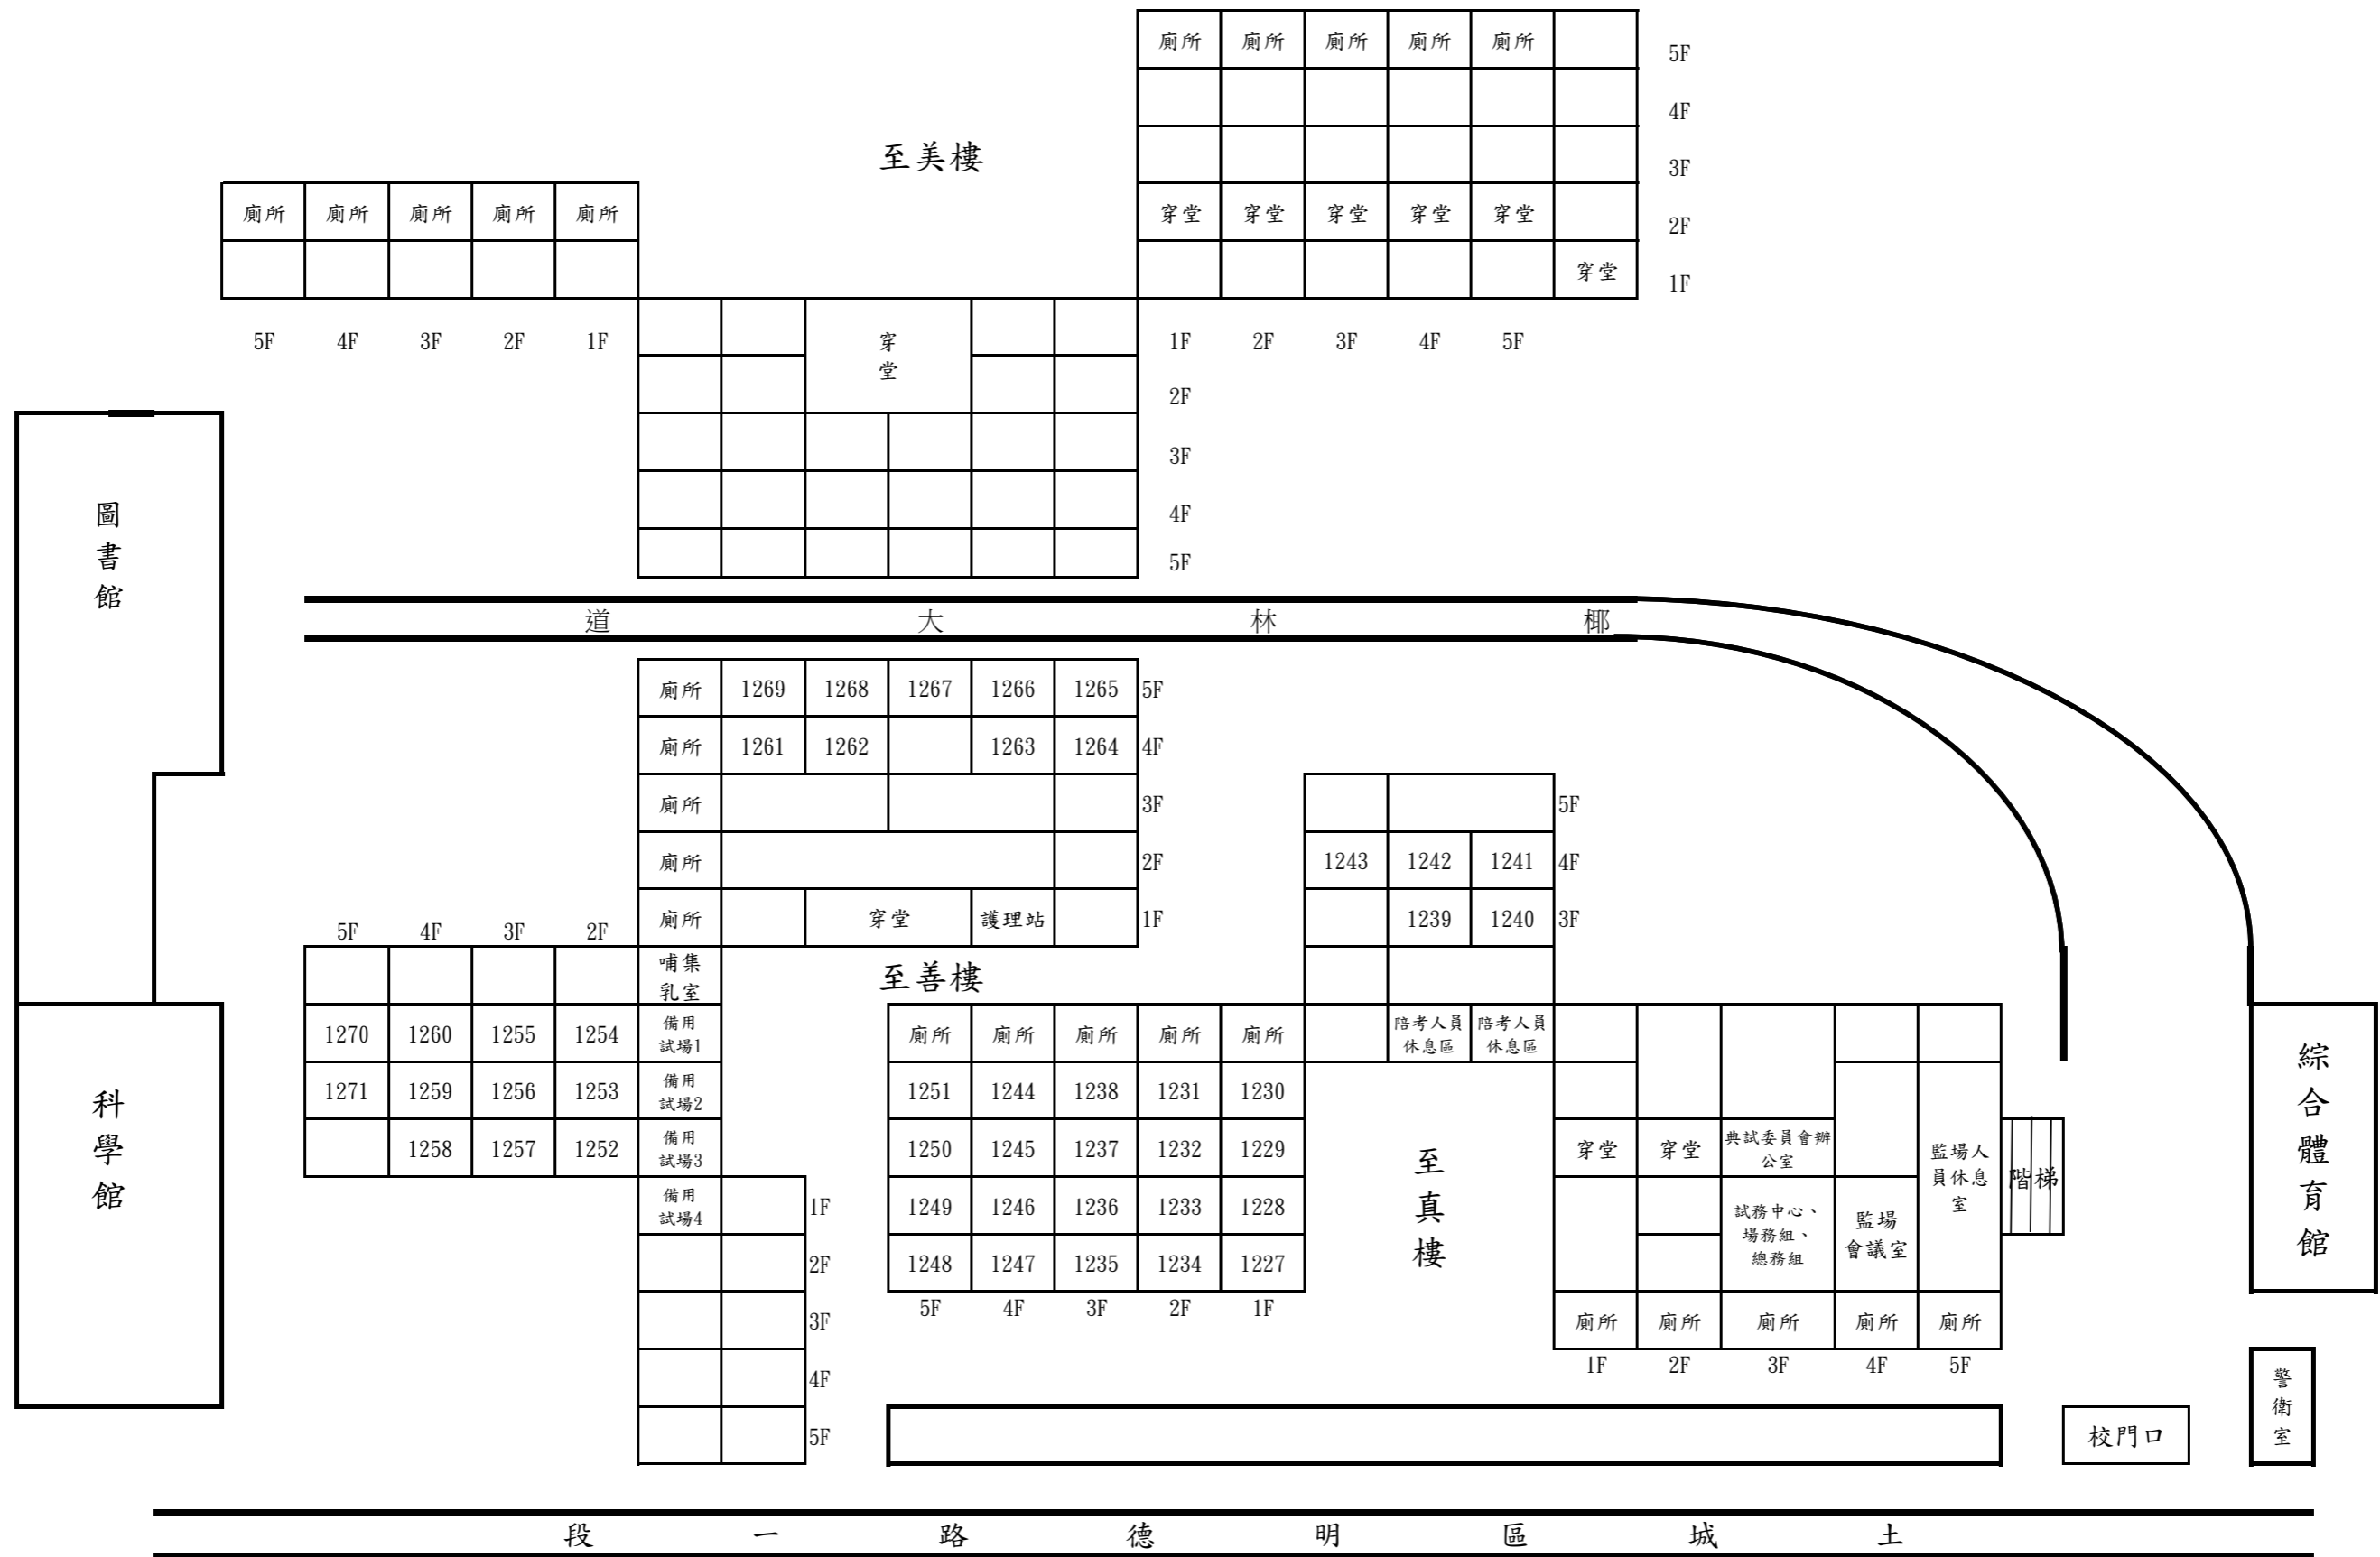 廁所 廁所 廁所 廁所 廁所 5F
4F
至美樓 3F
廁所 廁所 廁所 廁所 廁所 穿堂 穿堂 穿堂 穿堂 穿堂 2F
穿堂 1F
5F 4F 3F 2F 1F 穿堂 1F 2F 3F 4F 5F
2F
3F
4F
5F
圖書館
道 大 林 椰
廁所 1269 1268 1267 1266 1265 5F
廁所 1261 1262 1263 1264 4F
廁所 3F 5F
廁所 2F 1243 1242 1241 4F
廁所 穿堂 護理站 1F 1239 1240 3F
5F 4F 3F 2F
哺集
乳室
至善樓
1270 1260 1255 1254 備用
試場1
廁所 廁所 廁所 廁所 廁所 陪考人員
休息區
陪考人員
休息區
1271 1259 1256 1253 備用
試場2
1251 1244 1238 1231 1230
1258 1257 1252 備用
試場3
1250 1245 1237 1232 1229 穿堂 穿堂 典試委員會辦
公室
監場人
員休息
室
階梯
備用
試場4
1F 1249 1246 1236 1233 1228
至真樓
試務中心、
場務組、
總務組
監場
會議室
2F 1248 1247 1235 1234 1227
5F 4F 3F 2F 1F
3F 廁所 廁所 廁所 廁所 廁所
4F 1F 2F 3F 4F 5F
5F
科學館
綜合體育館
警衛室
校門口
段 一 路 德 明 區 城 土